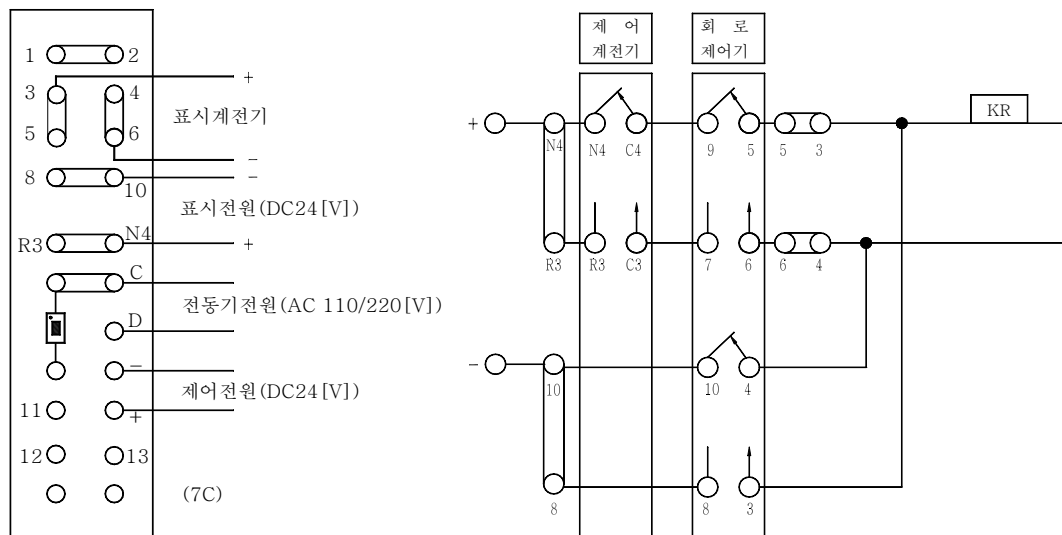 1 2
3 4
+
표시계전기
5 6
-
8 10
-
표시전원(DC24[V])
R3 N4
+
C
전동기전원(AC 110/220[V])
D
-
제어전원(DC24[V])
11 +
12 13
(7C)
제 어
계전기
회 로
제어기
KR
+
N4 N4 C4 9 5 5 3
R3 R3 C3 7 6 6 4
-
10 10 4
8 8 3